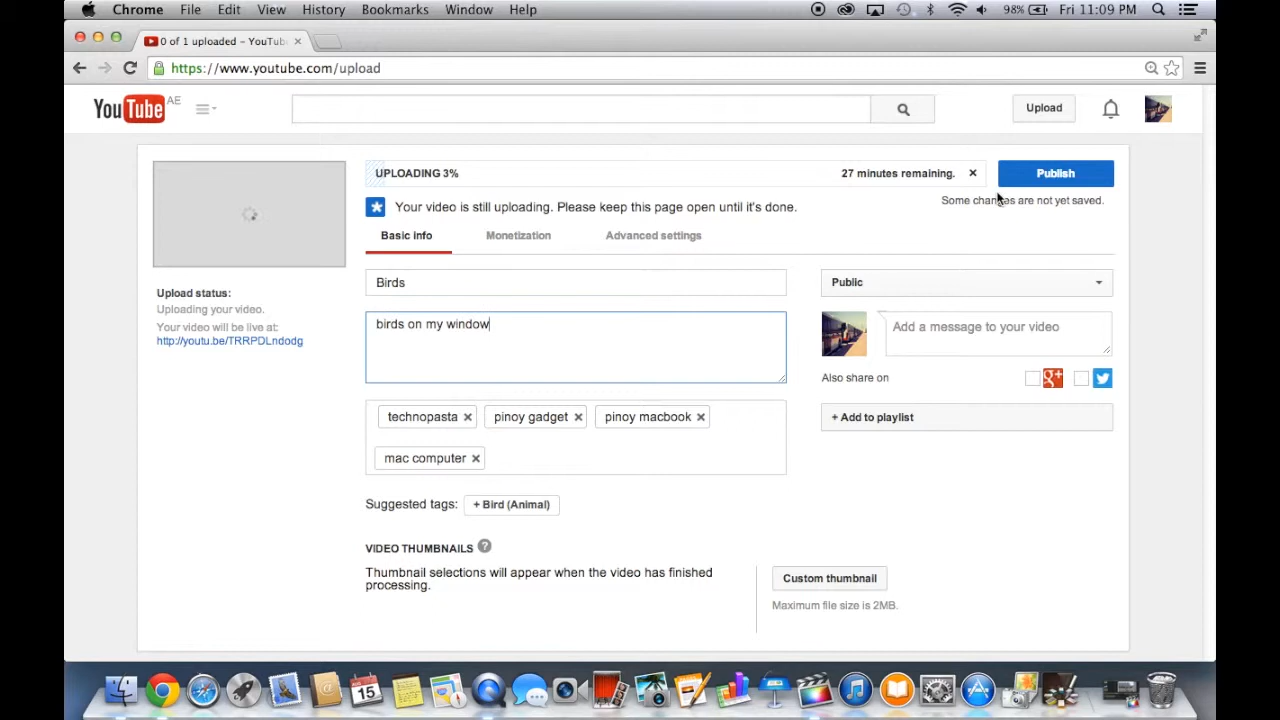 Chrome File Edit View History Bookmarks Window Help 98% Fri 11:09 PM
0 of 1 uploaded – YouTub
https://www.youtube.com/upload
YouTube AE Upload
UPLOADING 3% 27 minutes remaining. Publish
Your video is still uploading. Please keep this page open until it's done. Some changes are not yet saved.
Basic info Monetization Advanced settings
Birds Public
birds on my window
Add a message to your video
Upload status:
Uploading your video.
Your video will be live at:
http://youtu.be/TRRPDLndodg
Also share on
technopasta pinoy gadget pinoy macbook
mac computer
+ Add to playlist
Suggested tags: + Bird (Animal)
VIDEO THUMBNAILS ?
Thumbnail selections will appear when the video has finished
processing.
Custom thumbnail
Maximum file size is 2MB.
15